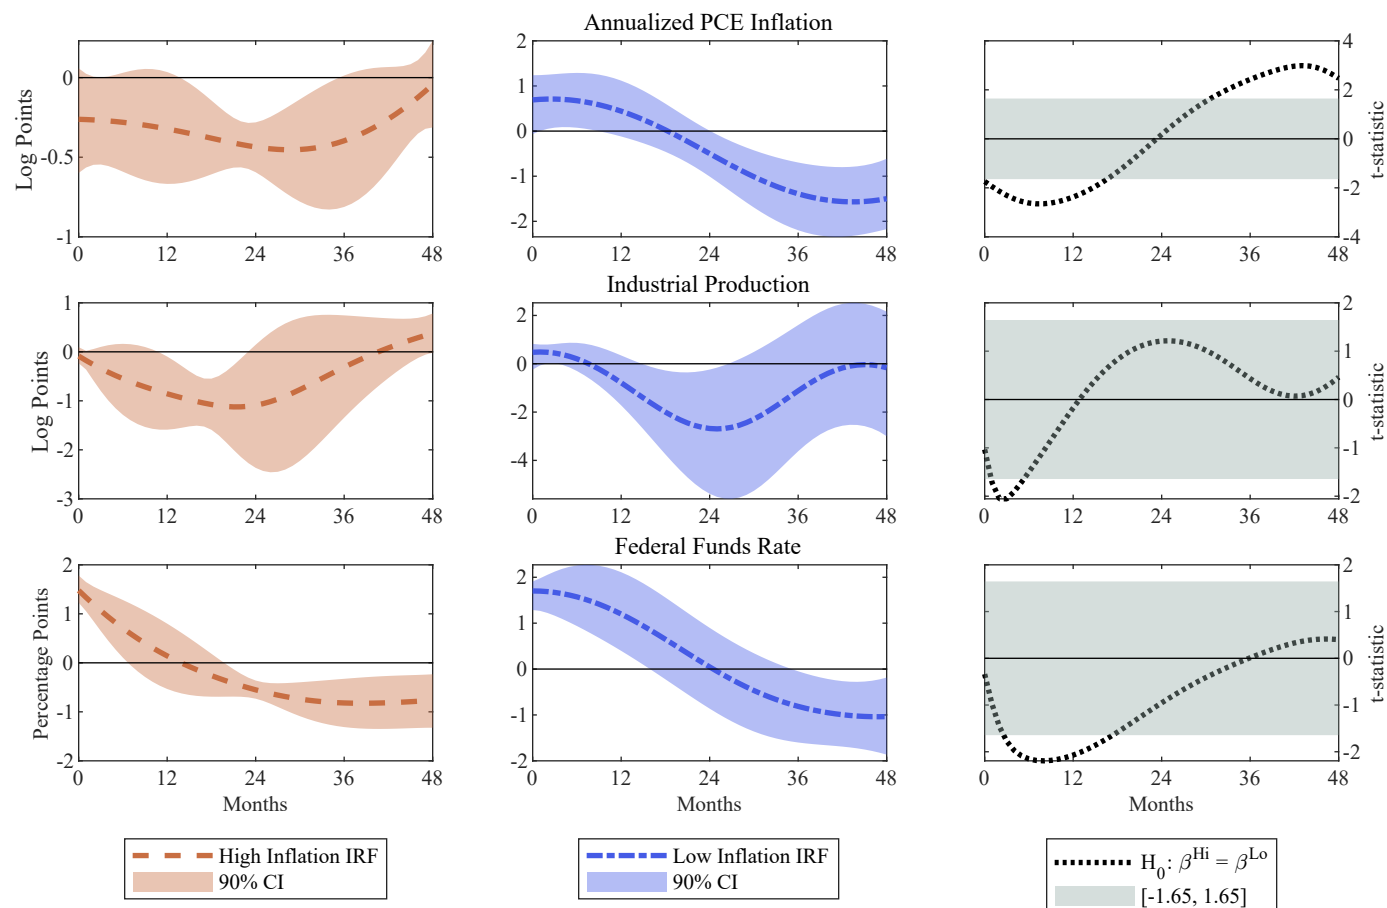 Annualized PCE Inflation
Log Points
0
-0.5
-1
0 12 24 36 48
2
1
0
-1
-2
0 12 24 36 48
4
2
0
-2
-4
t-statistic
0 12 24 36 48
Industrial Production
Log Points
1
0
-1
-2
-3
0 12 24 36 48
2
0
-2
-4
0 12 24 36 48
2
1
0
-1
-2
t-statistic
0 12 24 36 48
Federal Funds Rate
Percentage Points
2
1
0
-1
-2
0 12 24 36 48
Months
2
1
0
-1
-2
0 12 24 36 48
Months
2
1
0
-1
-2
t-statistic
0 12 24 36 48
Months
High Inflation IRF
90% CI
Low Inflation IRF
90% CI
H₀: β^Hi = β^Lo
[-1.65, 1.65]